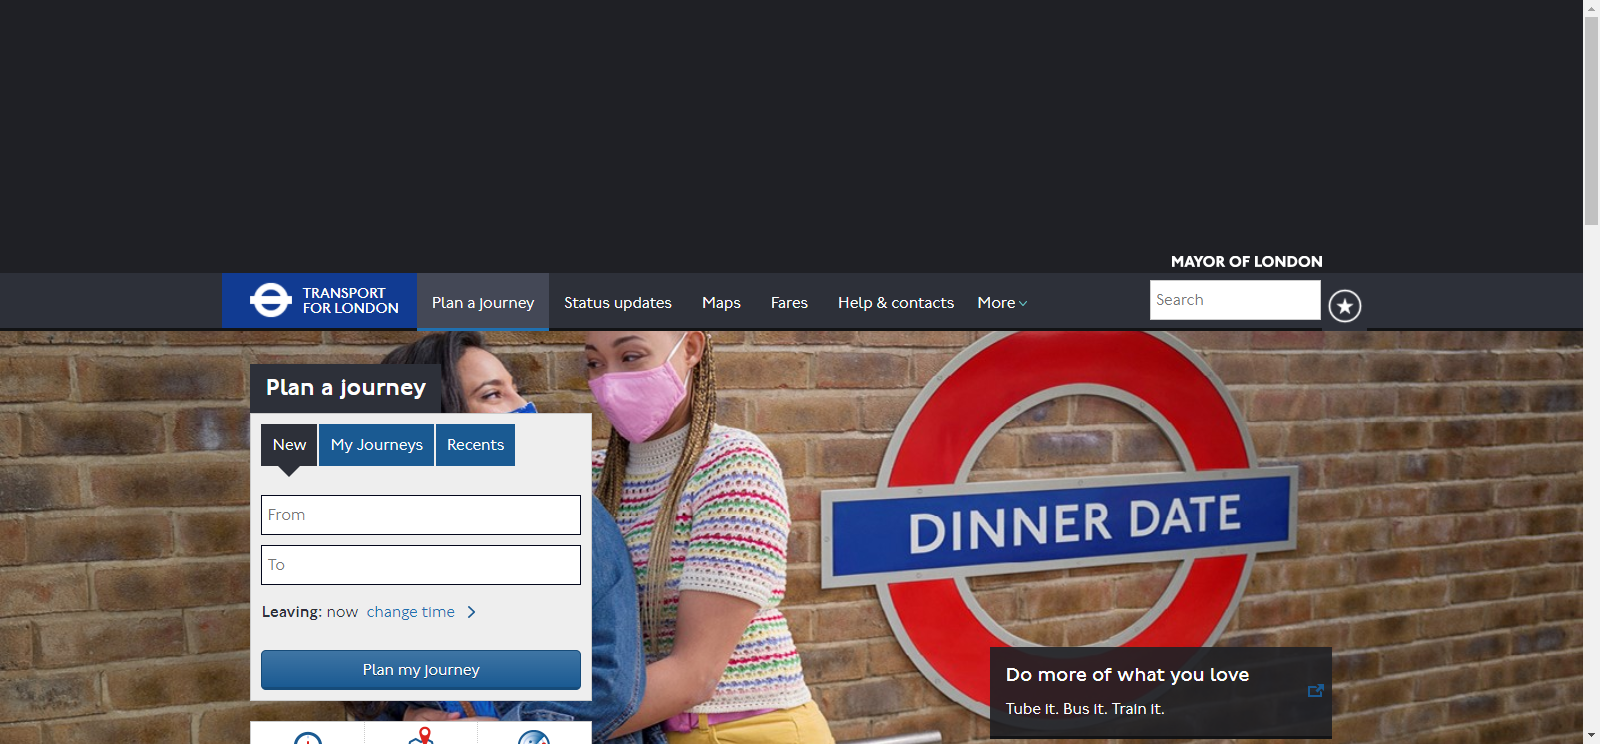 MAYOR OF LONDON
TRANSPORT
FOR LONDON
Plan a journey
Status updates
Maps
Fares
Help & contacts
More
Search
Plan a journey
New
My Journeys
Recents
From
To
Leaving: now change time
Plan my journey
DINNER DATE
Do more of what you love
Tube it. Bus it. Train it.